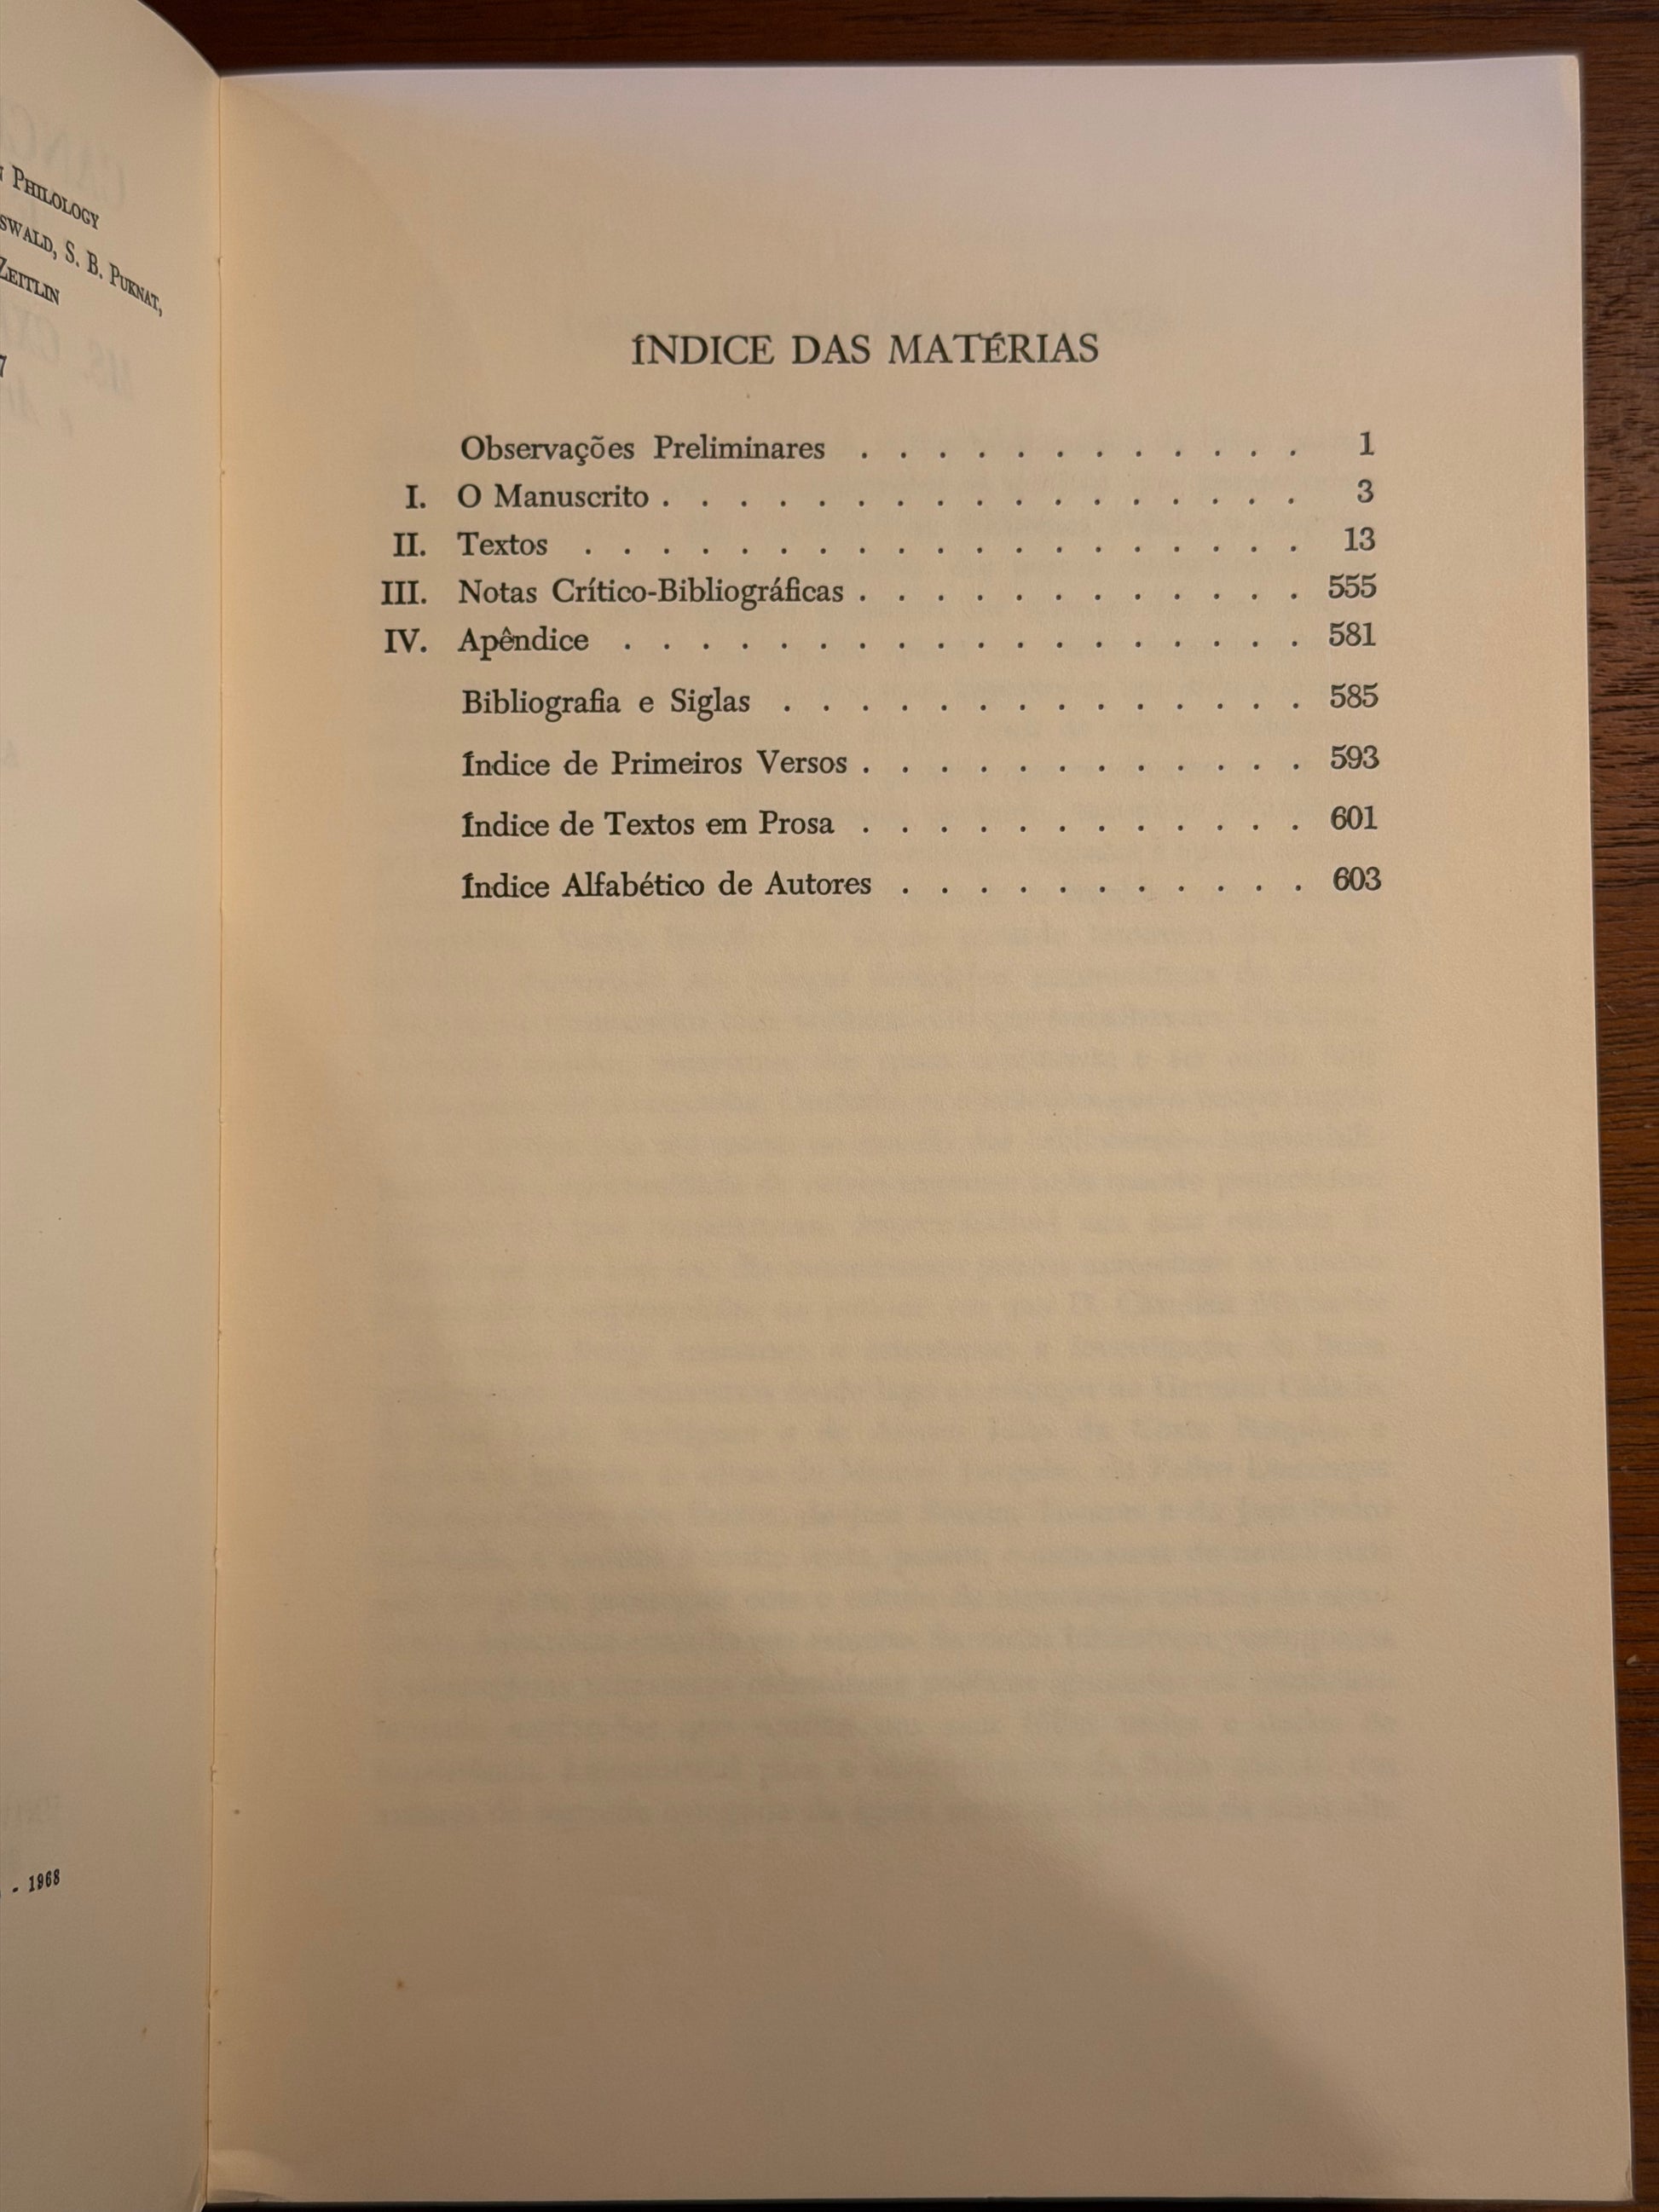 PHILOLOGY
S. B. PUKNAT,
ZEITLIN
7
- 1968
ÍNDICE DAS MATÉRIAS
Observações Preliminares . . . . . . . . . . . . 1
I. O Manuscrito . . . . . . . . . . . . . . . . . 3
II. Textos . . . . . . . . . . . . . . . . . . . 13
III. Notas Crítico-Bibliográficas . . . . . . . . . . . . 555
IV. Apêndice . . . . . . . . . . . . . . . . . . 581
Bibliografia e Siglas . . . . . . . . . . . . . . 585
Índice de Primeiros Versos . . . . . . . . . . . . 593
Índice de Textos em Prosa . . . . . . . . . . . . 601
Índice Alfabético de Autores . . . . . . . . . . . 603